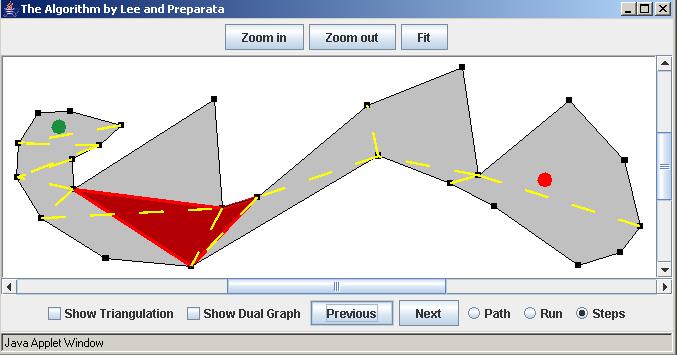 The Algorithm by Lee and Preparata
Zoom in Zoom out Fit
Show Triangulation Show Dual Graph Previous Next Path Run Steps
Java Applet Window